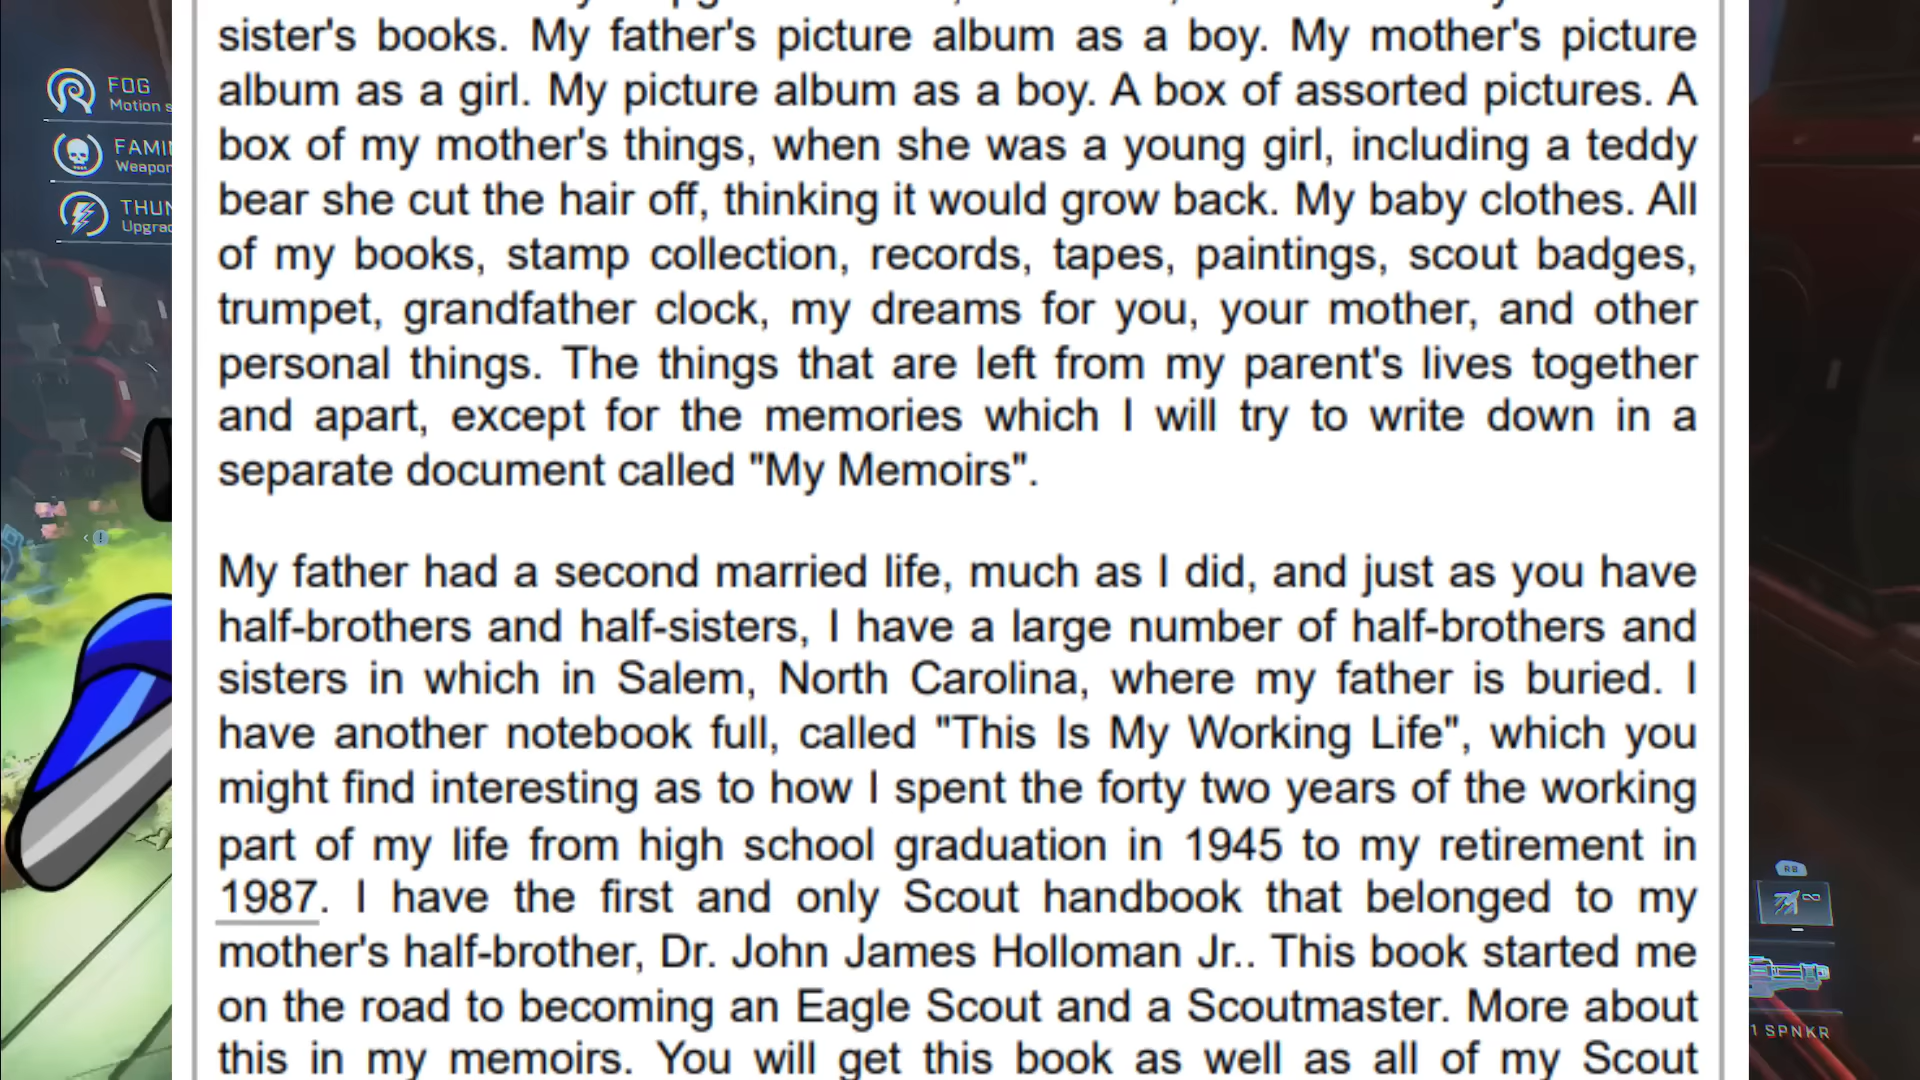 sister's books. My father's picture album as a boy. My mother's picture
album as a girl. My picture album as a boy. A box of assorted pictures. A
box of my mother's things, when she was a young girl, including a teddy
bear she cut the hair off, thinking it would grow back. My baby clothes. All
of my books, stamp collection, records, tapes, paintings, scout badges,
trumpet, grandfather clock, my dreams for you, your mother, and other
personal things. The things that are left from my parent's lives together
and apart, except for the memories which I will try to write down in a
separate document called "My Memoirs".
My father had a second married life, much as I did, and just as you have
half-brothers and half-sisters, I have a large number of half-brothers and
sisters in which in Salem, North Carolina, where my father is buried. I
have another notebook full, called "This Is My Working Life", which you
might find interesting as to how I spent the forty two years of the working
part of my life from high school graduation in 1945 to my retirement in
1987. I have the first and only Scout handbook that belonged to my
mother's half-brother, Dr. John James Holloman Jr.. This book started me
on the road to becoming an Eagle Scout and a Scoutmaster. More about
this in my memoirs. You will get this book as well as all of my Scout
FOG
Motion s
FAMI
Weapon
THUN
Upgrad
RB
1 SPNKR